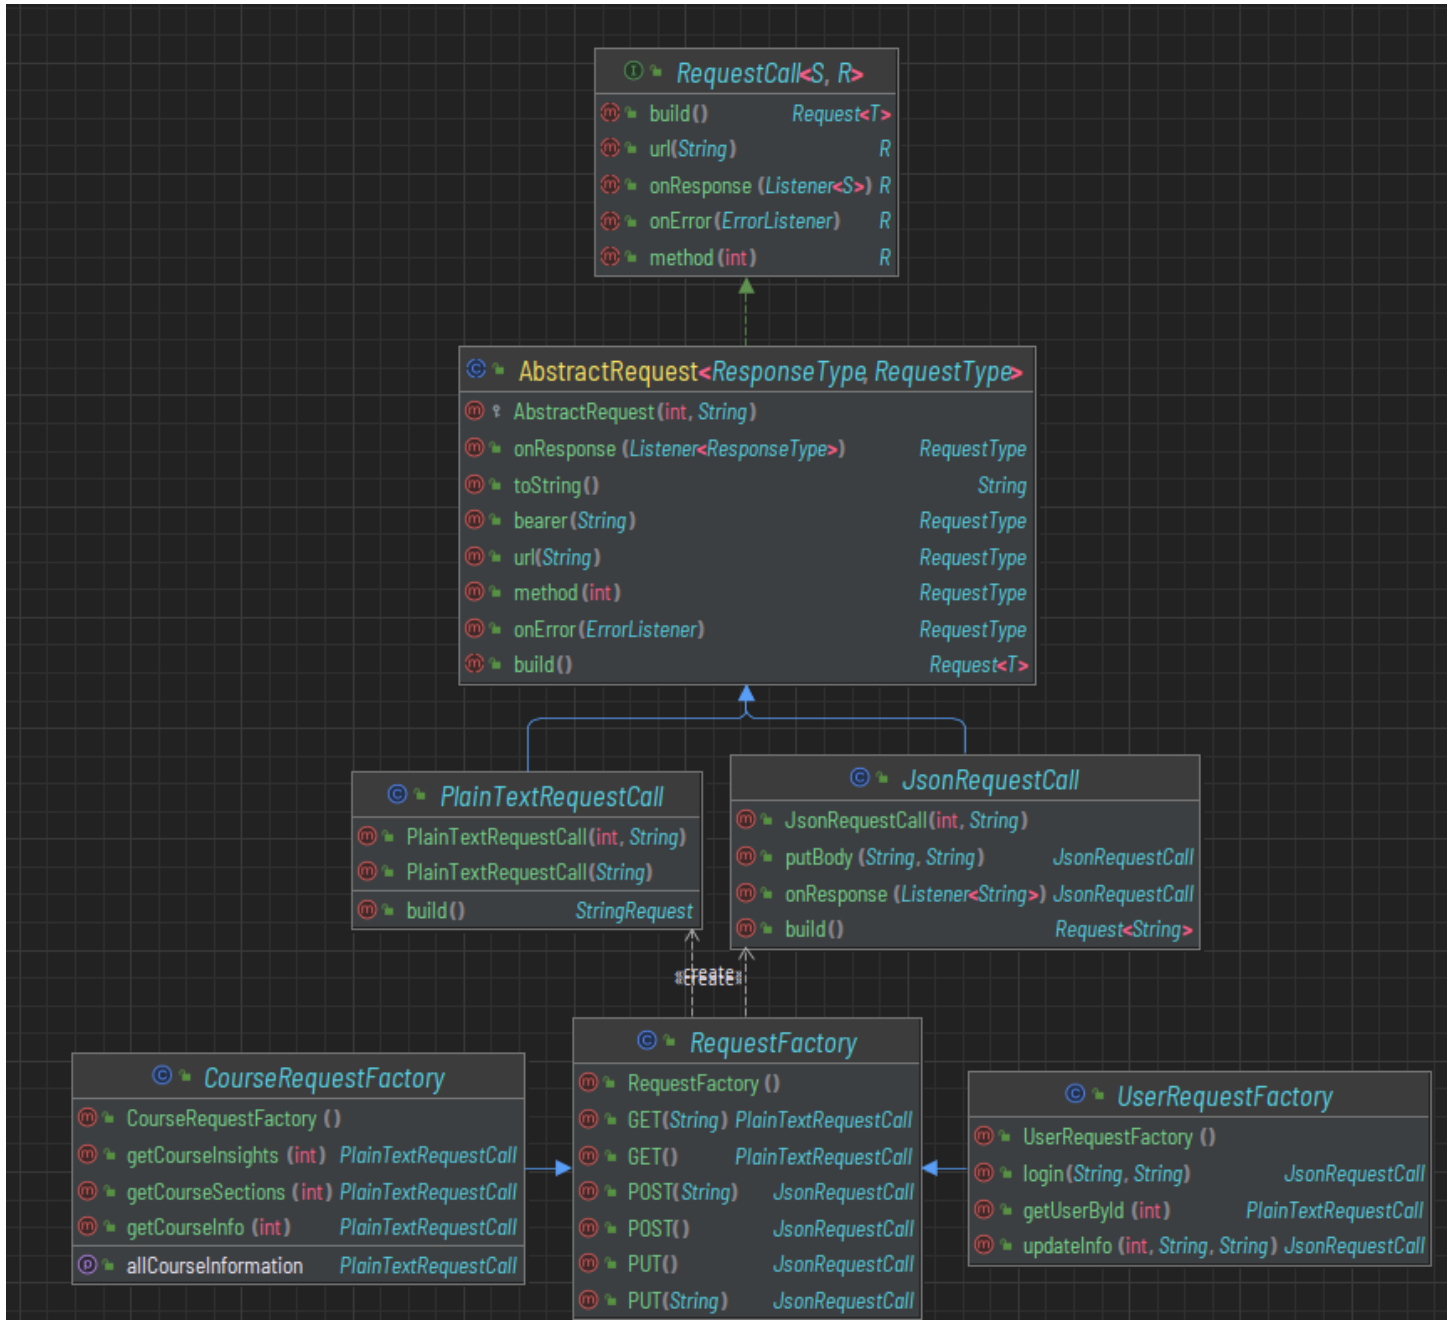 RequestCall<S, R>
build() Request<T>
url(String) R
onResponse (Listener<S>) R
onError(ErrorListener) R
method(int) R
AbstractRequest<ResponseType, RequestType>
AbstractRequest(int, String)
onResponse (Listener<ResponseType>) RequestType
toString() String
bearer(String) RequestType
url(String) RequestType
method(int) RequestType
onError(ErrorListener) RequestType
build() Request<T>
PlainTextRequestCall
PlainTextRequestCall(int, String)
PlainTextRequestCall(String)
build() StringRequest
JsonRequestCall
JsonRequestCall(int, String)
putBody (String, String) JsonRequestCall
onResponse (Listener<String>) JsonRequestCall
build() Request<String>
«create»
«create»
CourseRequestFactory
CourseRequestFactory ()
getCourseInsights (int) PlainTextRequestCall
getCourseSections (int) PlainTextRequestCall
getCourseInfo (int) PlainTextRequestCall
allCourseInformation PlainTextRequestCall
RequestFactory
RequestFactory ()
GET(String) PlainTextRequestCall
GET() PlainTextRequestCall
POST(String) JsonRequestCall
POST() JsonRequestCall
PUT() JsonRequestCall
PUT(String) JsonRequestCall
UserRequestFactory
UserRequestFactory ()
login(String, String) JsonRequestCall
getUserById (int) PlainTextRequestCall
updateInfo (int, String, String) JsonRequestCall